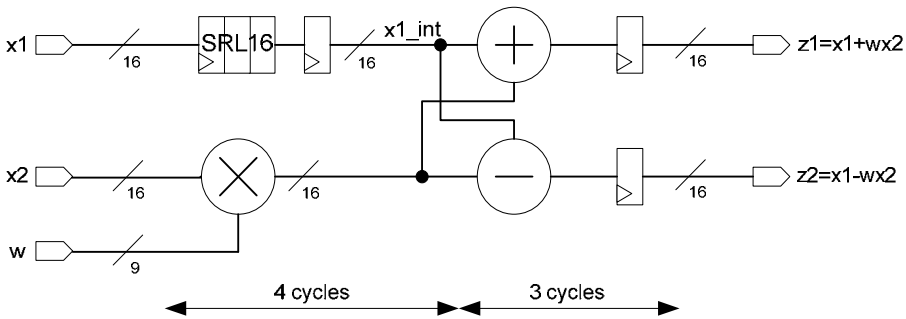 x1
16
SRL16
16
x1_int
16
z1=x1+wx2
x2
16
16
16
z2=x1-wx2
w
9
4 cycles
3 cycles